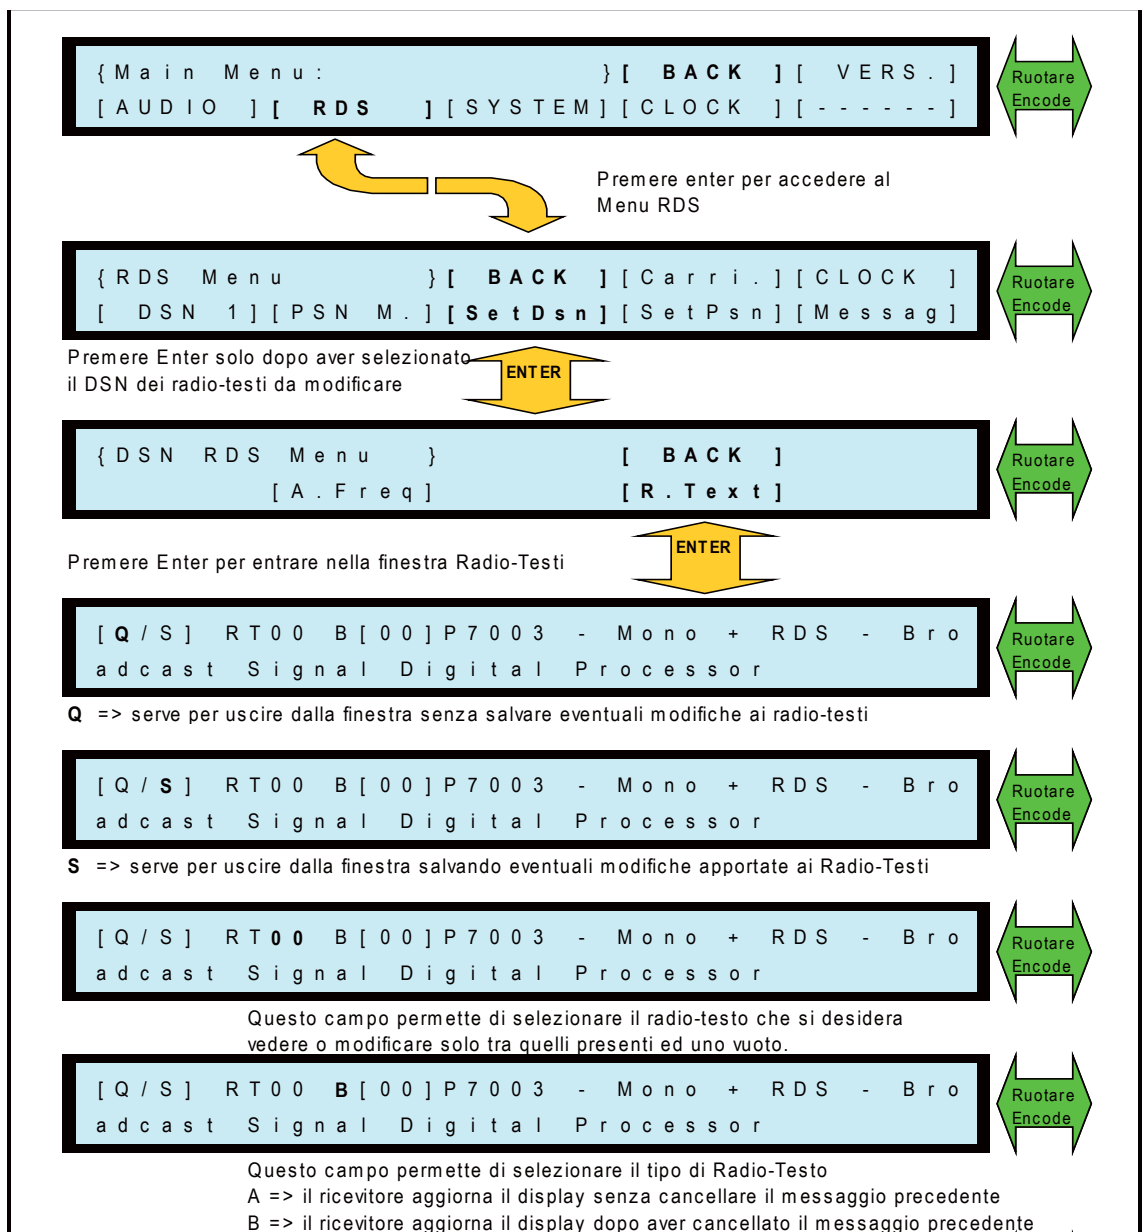 {Main Menu: }[ BACK ][ VERS.]
[AUDIO ][ RDS ][SYSTEM][CLOCK ][------]
Ruotare
Encode
Premere enter per accedere al
Menu RDS
{RDS Menu }[ BACK ][Carri.][CLOCK ]
[ DSN 1][PSN M.][SetDsn][SetPsn][Messag]
Ruotare
Encode
Premere Enter solo dopo aver selezionato
il DSN dei radio-testi da modificare
ENTER
{DSN RDS Menu } [ BACK ]
[A.Freq] [R.Text]
Ruotare
Encode
Premere Enter per entrare nella finestra Radio-Testi
ENTER
[Q/S] RT00 B[00]P7003 - Mono + RDS - Bro
adcast Signal Digital Processor
Ruotare
Encode
Q => serve per uscire dalla finestra senza salvare eventuali modifiche ai radio-testi
[Q/S] RT00 B[00]P7003 - Mono + RDS - Bro
adcast Signal Digital Processor
Ruotare
Encode
S => serve per uscire dalla finestra salvando eventuali modifiche apportate ai Radio-Testi
[Q/S] RT00 B[00]P7003 - Mono + RDS - Bro
adcast Signal Digital Processor
Ruotare
Encode
Questo campo permette di selezionare il radio-testo che si desidera
vedere o modificare solo tra quelli presenti ed uno vuoto.
[Q/S] RT00 B[00]P7003 - Mono + RDS - Bro
adcast Signal Digital Processor
Ruotare
Encode
Questo campo permette di selezionare il tipo di Radio-Testo
A => il ricevitore aggiorna il display senza cancellare il messaggio precedente
B => il ricevitore aggiorna il display dopo aver cancellato il messaggio precedente